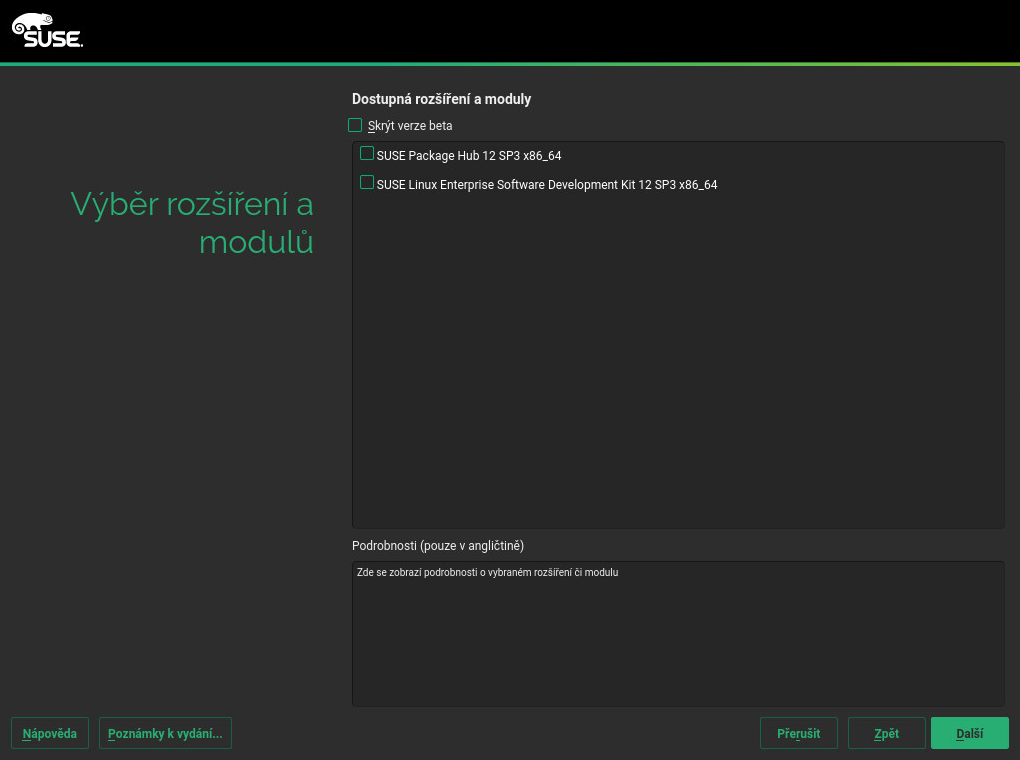 SUSE.
Dostupná rozšíření a moduly
Skrýt verze beta
SUSE Package Hub 12 SP3 x86_64
SUSE Linux Enterprise Software Development Kit 12 SP3 x86_64
Výběr rozšíření a
modulů
Podrobnosti (pouze v angličtině)
Zde se zobrazí podrobnosti o vybraném rozšíření či modulu
Nápověda
Poznámky k vydání...
Přerušit
Zpět
Další